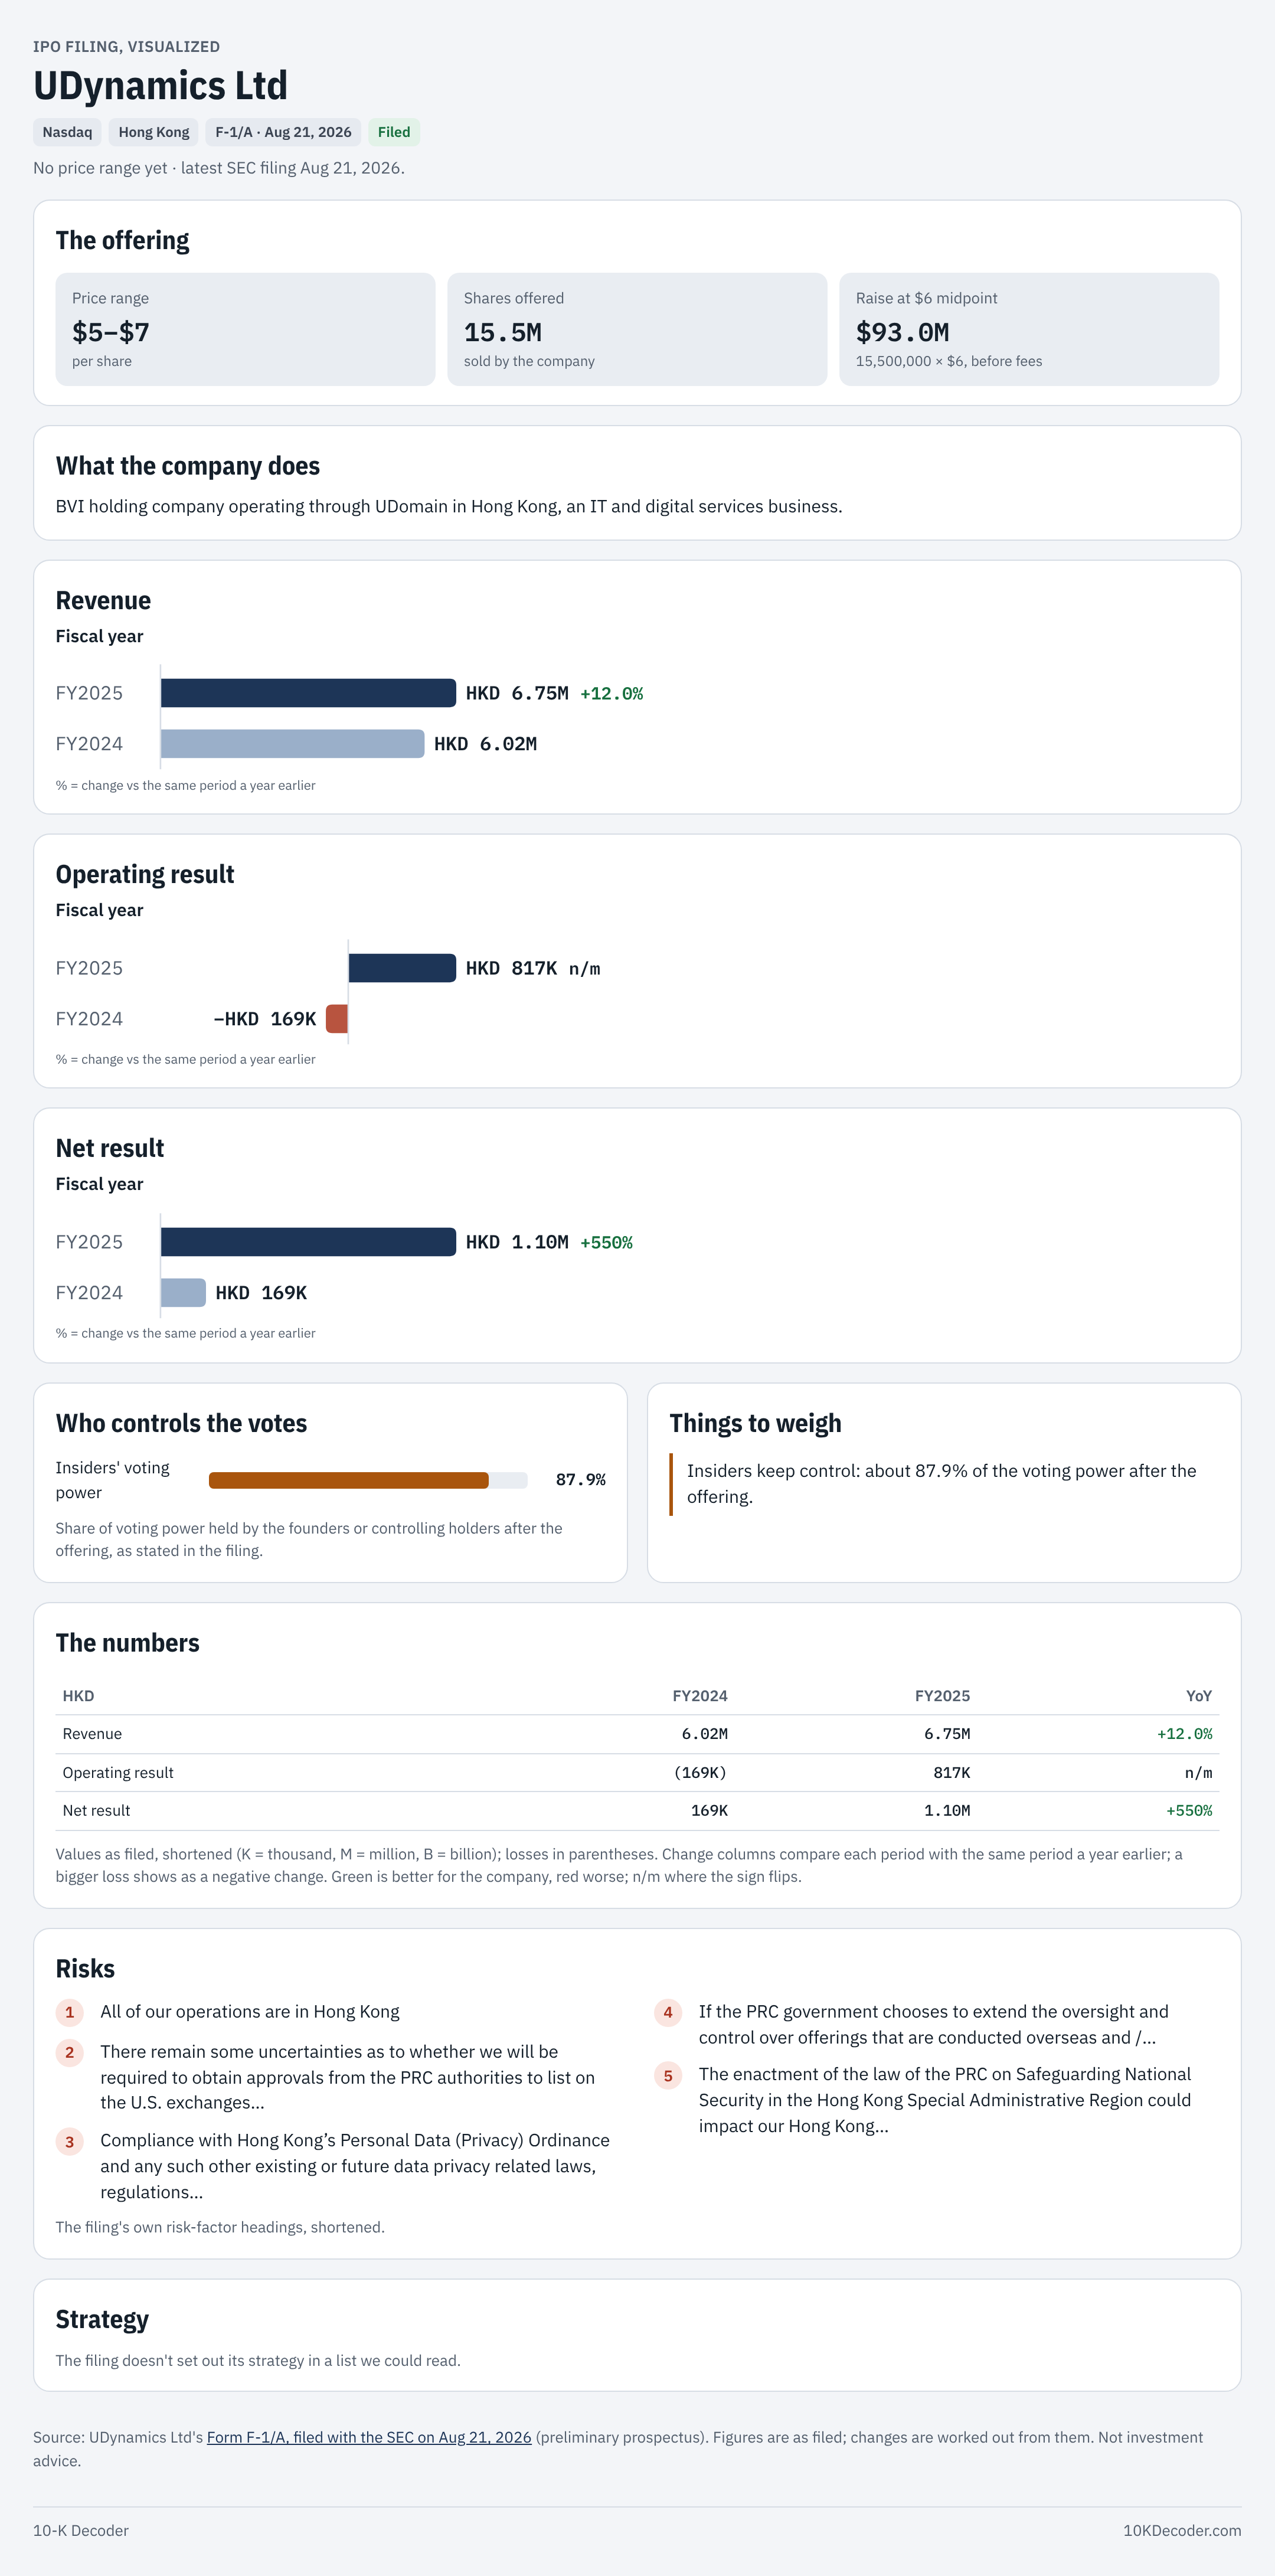 IPO FILING, VISUALIZED
UDynamics Ltd
Nasdaq
Hong Kong
F-1/A · Aug 21, 2026
Filed
No price range yet · latest SEC filing Aug 21, 2026.
The offering
Price range
$5–$7
per share
Shares offered
15.5M
sold by the company
Raise at $6 midpoint
$93.0M
15,500,000 × $6, before fees
What the company does
BVI holding company operating through UDomain in Hong Kong, an IT and digital services business.
Revenue
Fiscal year
FY2025 HKD 6.75M +12.0%
FY2024 HKD 6.02M
% = change vs the same period a year earlier
Operating result
Fiscal year
FY2025 HKD 817K n/m
FY2024 −HKD 169K
% = change vs the same period a year earlier
Net result
Fiscal year
FY2025 HKD 1.10M +550%
FY2024 HKD 169K
% = change vs the same period a year earlier
Who controls the votes
Insiders' voting
power
87.9%
Share of voting power held by the founders or controlling holders after the
offering, as stated in the filing.
Things to weigh
Insiders keep control: about 87.9% of the voting power after the
offering.
The numbers
HKD FY2024 FY2025 YoY
Revenue 6.02M 6.75M +12.0%
Operating result (169K) 817K n/m
Net result 169K 1.10M +550%
Values as filed, shortened (K = thousand, M = million, B = billion); losses in parentheses. Change columns compare each period with the same period a year earlier; a
bigger loss shows as a negative change. Green is better for the company, red worse; n/m where the sign flips.
Risks
1 All of our operations are in Hong Kong
2 There remain some uncertainties as to whether we will be
required to obtain approvals from the PRC authorities to list on
the U.S. exchanges…
3 Compliance with Hong Kong’s Personal Data (Privacy) Ordinance
and any such other existing or future data privacy related laws,
regulations…
4 If the PRC government chooses to extend the oversight and
control over offerings that are conducted overseas and /…
5 The enactment of the law of the PRC on Safeguarding National
Security in the Hong Kong Special Administrative Region could
impact our Hong Kong…
The filing's own risk-factor headings, shortened.
Strategy
The filing doesn't set out its strategy in a list we could read.
Source: UDynamics Ltd's Form F-1/A, filed with the SEC on Aug 21, 2026 (preliminary prospectus). Figures are as filed; changes are worked out from them. Not investment
advice.
10-K Decoder
10KDecoder.com